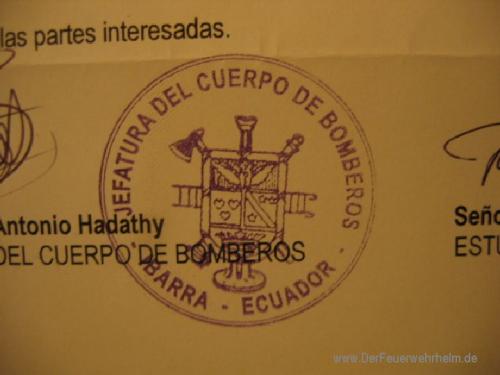 las partes interesadas.
JEFATURA DEL CUERPO DE BOMBEROS
- IBARRA - ECUADOR -
Antonio Hadathy
DEL CUERPO DE BOMBEROS
Seño
ESTU
www.DerFeuerwehrhelm.de